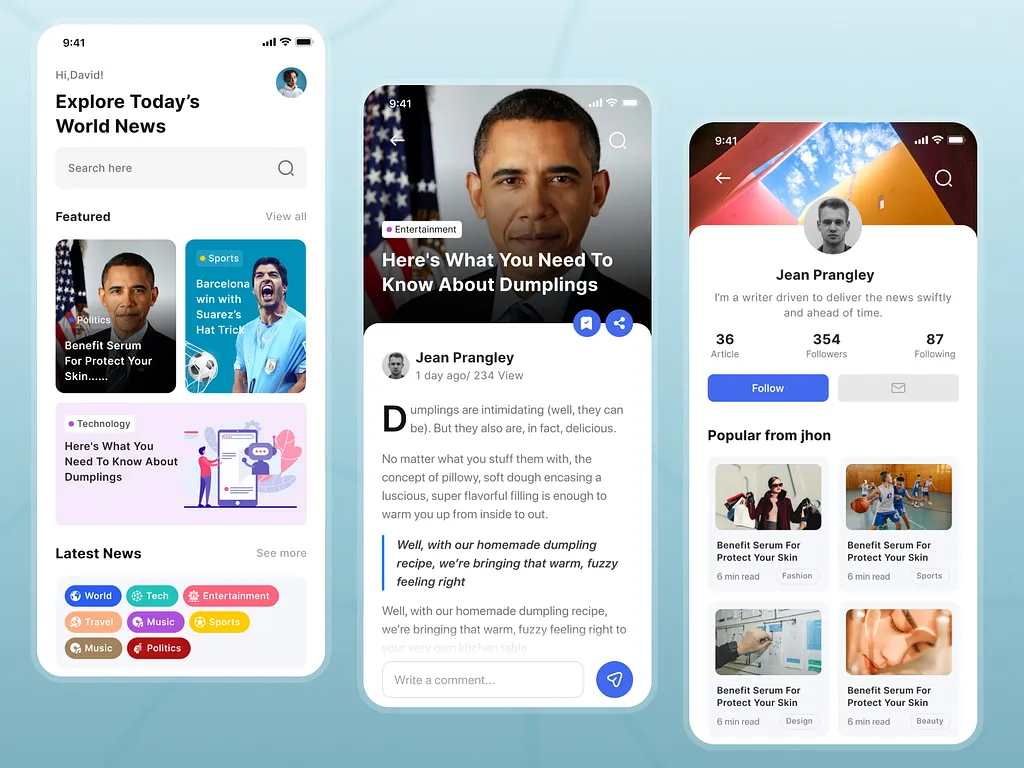 9:41
Hi,David!
Explore Today's
World News
Search here
Featured
View all
Politics
Benefit Serum
For Protect Your
Skin......
Sports
Barcelona
win with
Suarez's
Hat Trick
Technology
Here's What You
Need To Know About
Dumplings
Latest News
See more
World
Tech
Entertainment
Travel
Music
Sports
Music
Politics
9:41
Entertainment
Here's What You Need To
Know About Dumplings
Jean Prangley
1 day ago/ 234 View
Dumplings are intimidating (well, they can
be). But they also are, in fact, delicious.
No matter what you stuff them with, the
concept of pillowy, soft dough encasing a
luscious, super flavorful filling is enough to
warm you up from inside to out.
Well, with our homemade dumpling
recipe, we're bringing that warm, fuzzy
feeling right
Well, with our homemade dumpling recipe,
we're bringing that warm, fuzzy feeling right to
your very own kitchen table.
Write a comment...
9:41
Jean Prangley
I'm a writer driven to deliver the news swiftly
and ahead of time.
36
Article
354
Followers
87
Following
Follow
Popular from jhon
Benefit Serum For
Protect Your Skin
6 min read
Fashion
Benefit Serum For
Protect Your Skin
6 min read
Sports
Benefit Serum For
Protect Your Skin
6 min read
Design
Benefit Serum For
Protect Your Skin
6 min read
Beauty